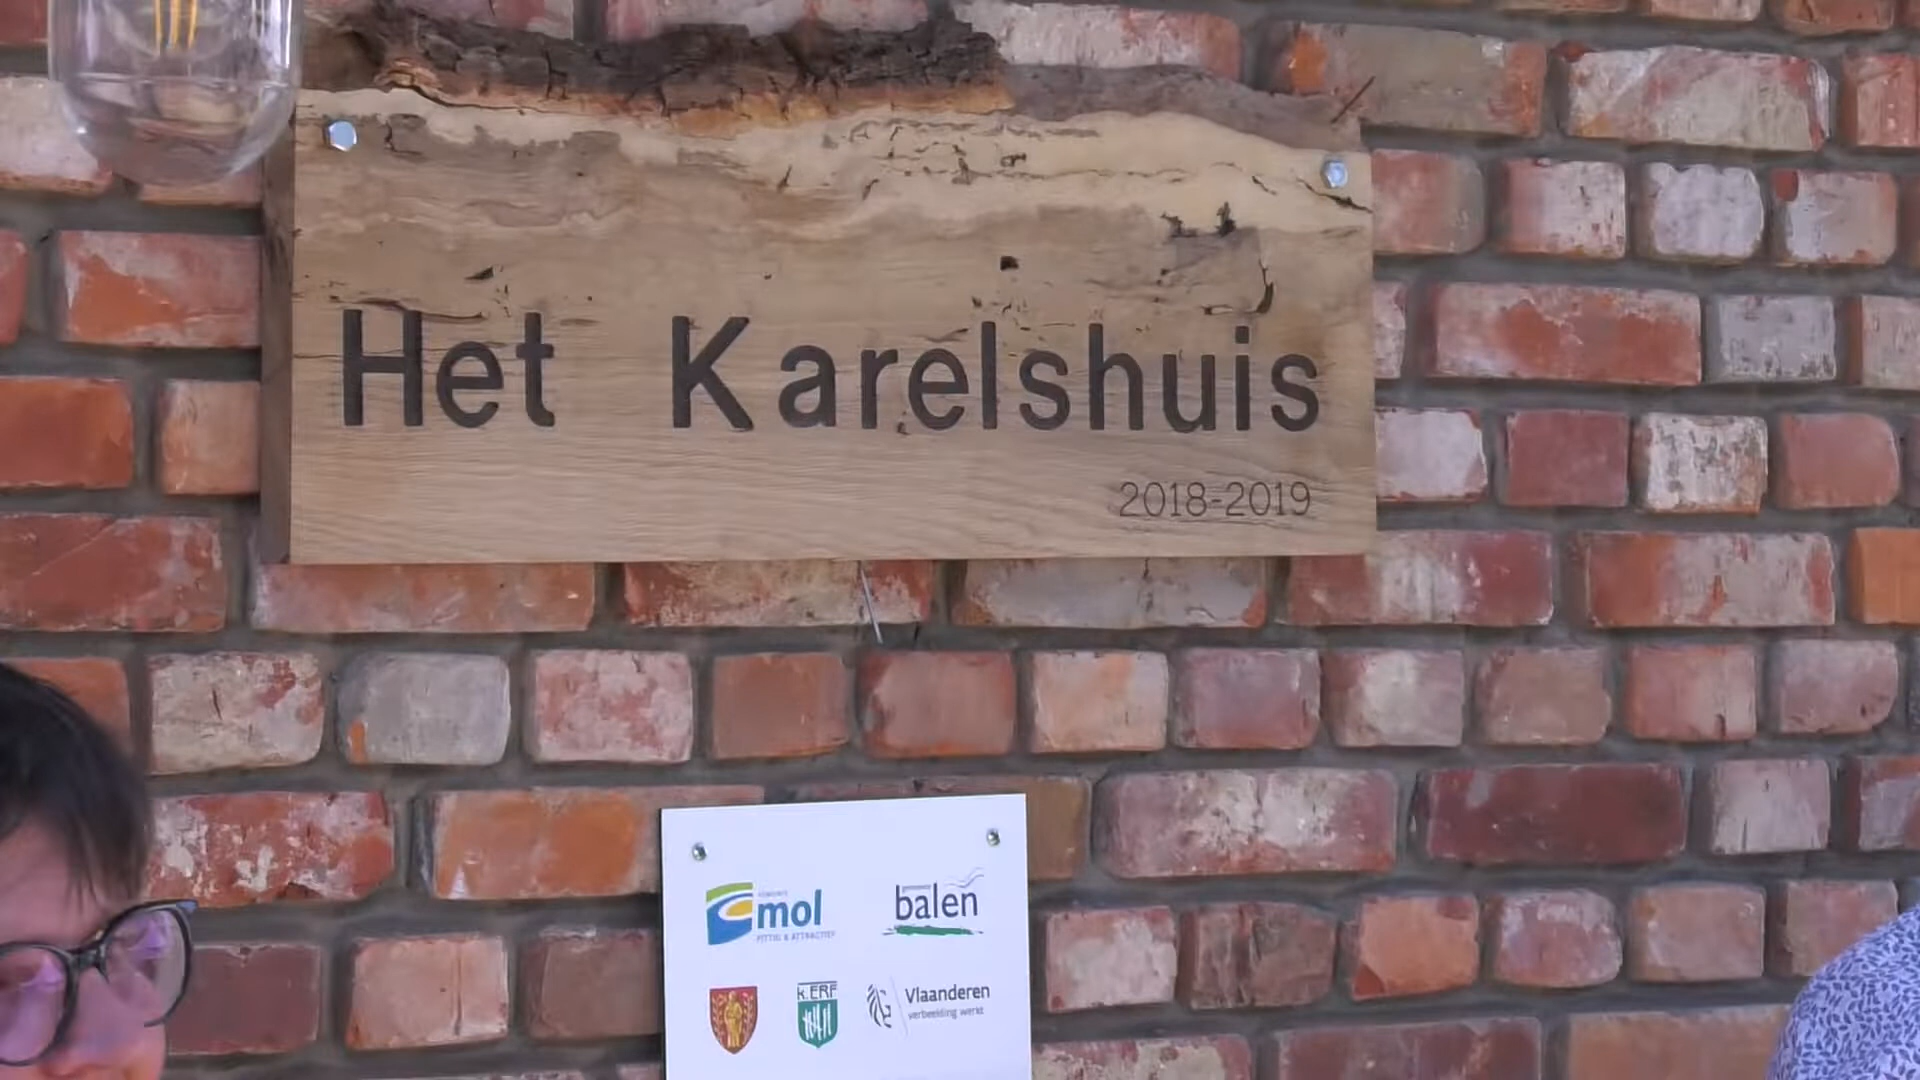 Het Karelshuis
2018-2019
mol
balen
K.ERF
Vlaanderen
verbeelding werkt